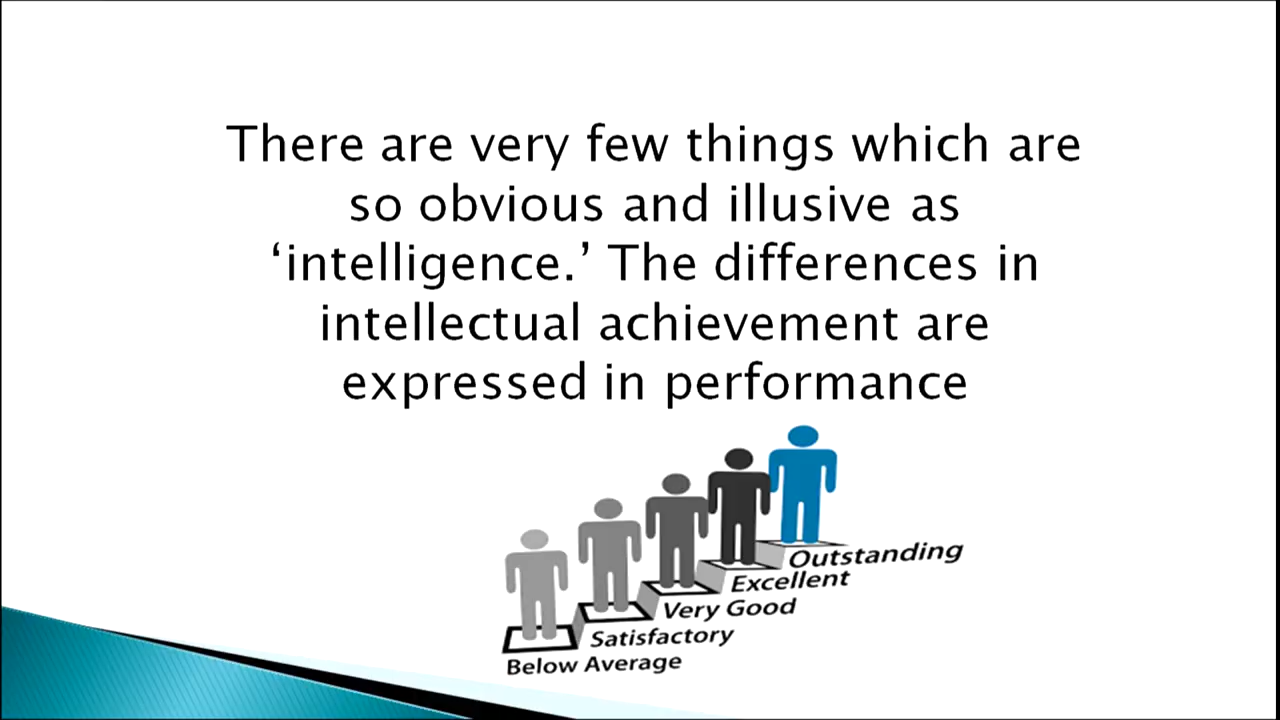 There are very few things which are
so obvious and illusive as
‘intelligence.’ The differences in
intellectual achievement are
expressed in performance
Outstanding
Excellent
Very Good
Satisfactory
Below Average